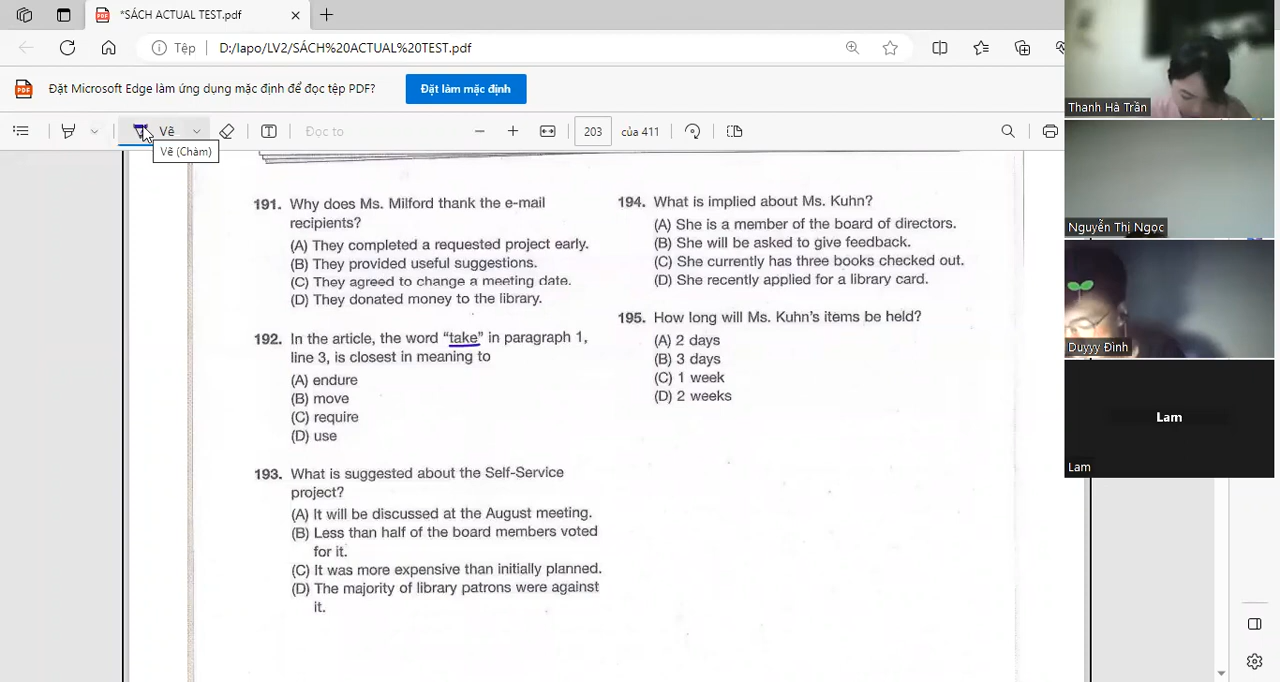 *SÁCH ACTUAL TEST.pdf
Tệp
D:/lapo/LV2/SÁCH%20ACTUAL%20TEST.pdf
Đặt Microsoft Edge làm ứng dụng mặc định để đọc tệp PDF?
Đặt làm mặc định
Vẽ
Đọc to
203
của 411
Vẽ (Chàm)
191. Why does Ms. Milford thank the e-mail
recipients?
(A) They completed a requested project early.
(B) They provided useful suggestions.
(C) They agreed to change a meeting date.
(D) They donated money to the library.
192. In the article, the word “take” in paragraph 1,
line 3, is closest in meaning to
(A) endure
(B) move
(C) require
(D) use
193. What is suggested about the Self-Service
project?
(A) It will be discussed at the August meeting.
(B) Less than half of the board members voted
for it.
(C) It was more expensive than initially planned.
(D) The majority of library patrons were against
it.
194. What is implied about Ms. Kuhn?
(A) She is a member of the board of directors.
(B) She will be asked to give feedback.
(C) She currently has three books checked out.
(D) She recently applied for a library card.
195. How long will Ms. Kuhn’s items be held?
(A) 2 days
(B) 3 days
(C) 1 week
(D) 2 weeks
Thanh Hà Trần
Nguyễn Thị Ngọc
Duyyy Đình
Lam
Lam